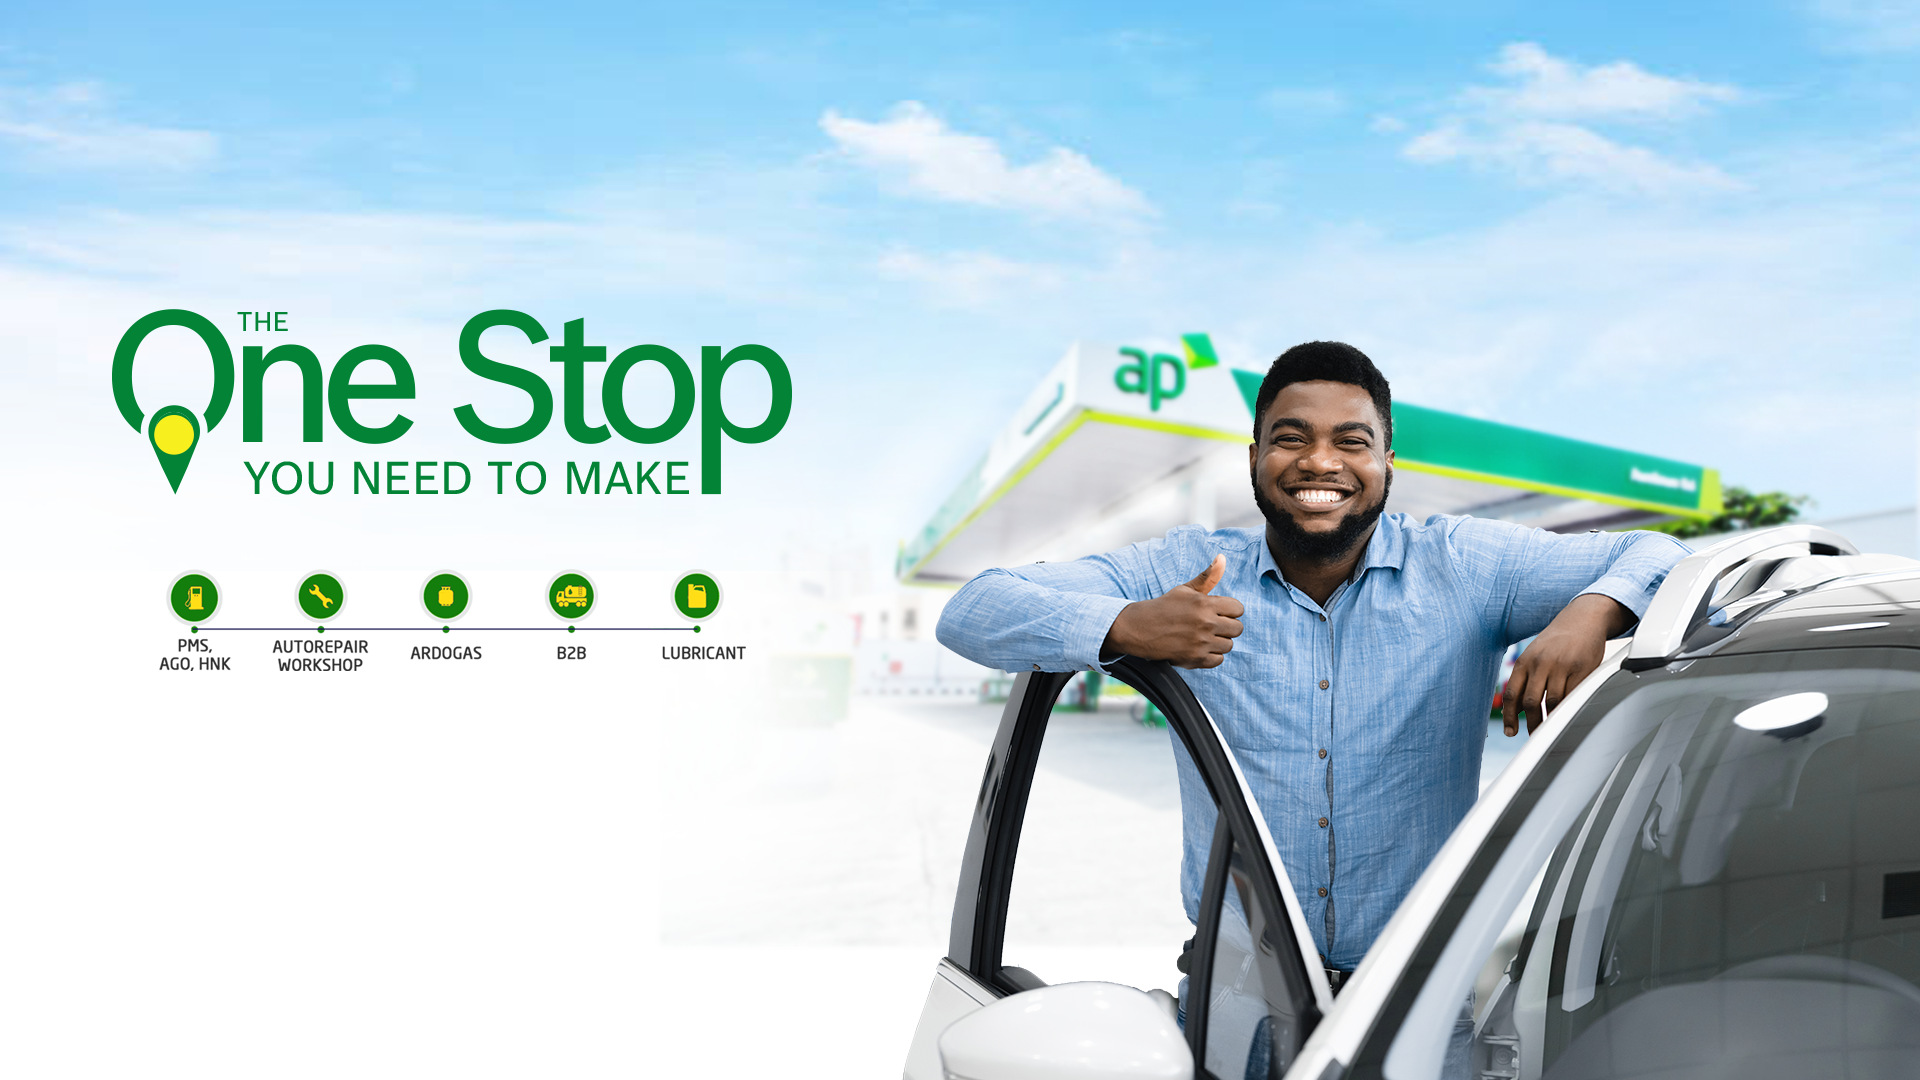 THE
One Stop
YOU NEED TO MAKE
PMS,
AGO, HNK
AUTOREPAIR
WORKSHOP
ARDOGAS
B2B
LUBRICANT
ap